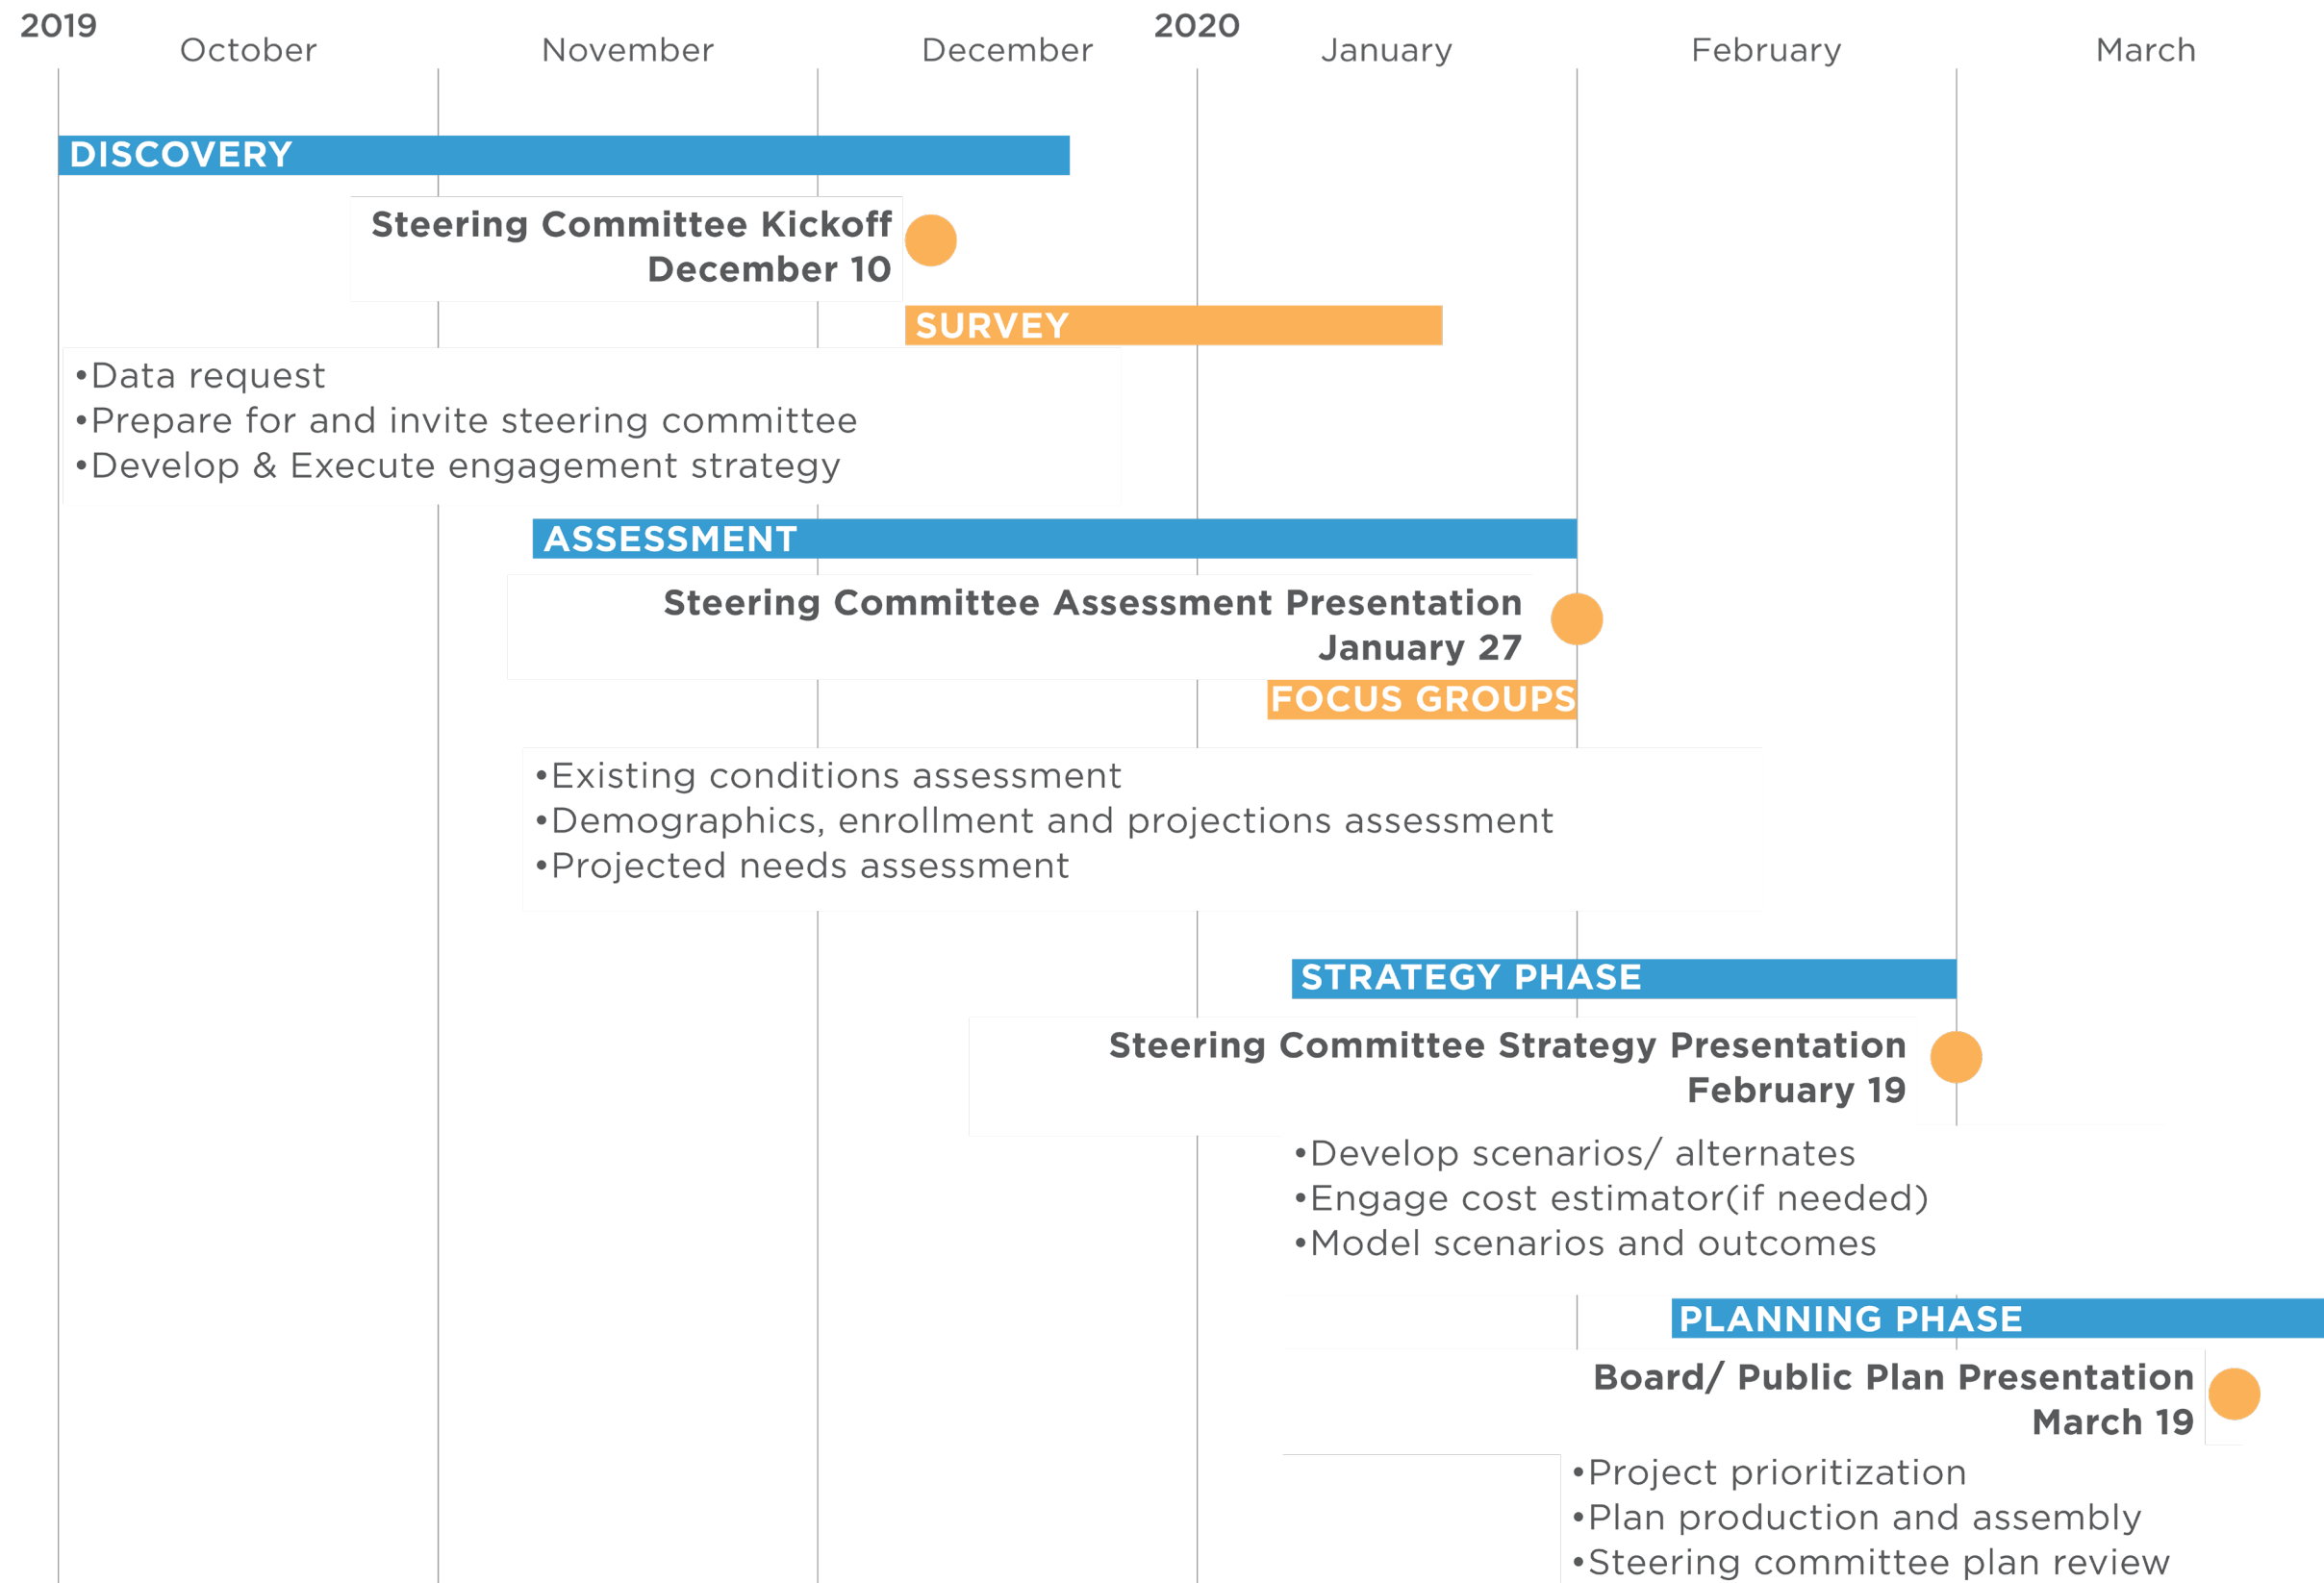 2019
2020
October November December January February March
DISCOVERY
Steering Committee Kickoff
December 10
SURVEY
•Data request
•Prepare for and invite steering committee
•Develop & Execute engagement strategy
ASSESSMENT
Steering Committee Assessment Presentation
January 27
FOCUS GROUPS
•Existing conditions assessment
•Demographics, enrollment and projections assessment
•Projected needs assessment
STRATEGY PHASE
Steering Committee Strategy Presentation
February 19
•Develop scenarios/ alternates
•Engage cost estimator(if needed)
•Model scenarios and outcomes
PLANNING PHASE
Board/ Public Plan Presentation
March 19
•Project prioritization
•Plan production and assembly
•Steering committee plan review